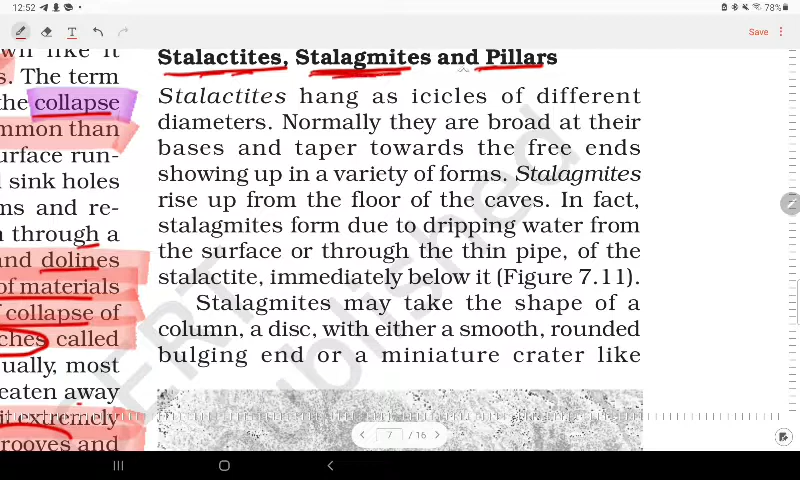 12:52
78%
Save
T
own like it
s. The term
the collapse
mmon than
urface run-
l sink holes
ms and re-
n through a
and dolines
of materials
collapse of
ches called
ually, most
eaten away
extremely
rooves and
Stalactites, Stalagmites and Pillars
Stalactites hang as icicles of different
diameters. Normally they are broad at their
bases and taper towards the free ends
showing up in a variety of forms. Stalagmites
rise up from the floor of the caves. In fact,
stalagmites form due to dripping water from
the surface or through the thin pipe, of the
stalactite, immediately below it (Figure 7.11).
Stalagmites may take the shape of a
column, a disc, with either a smooth, rounded
bulging end or a miniature crater like
7 / 16